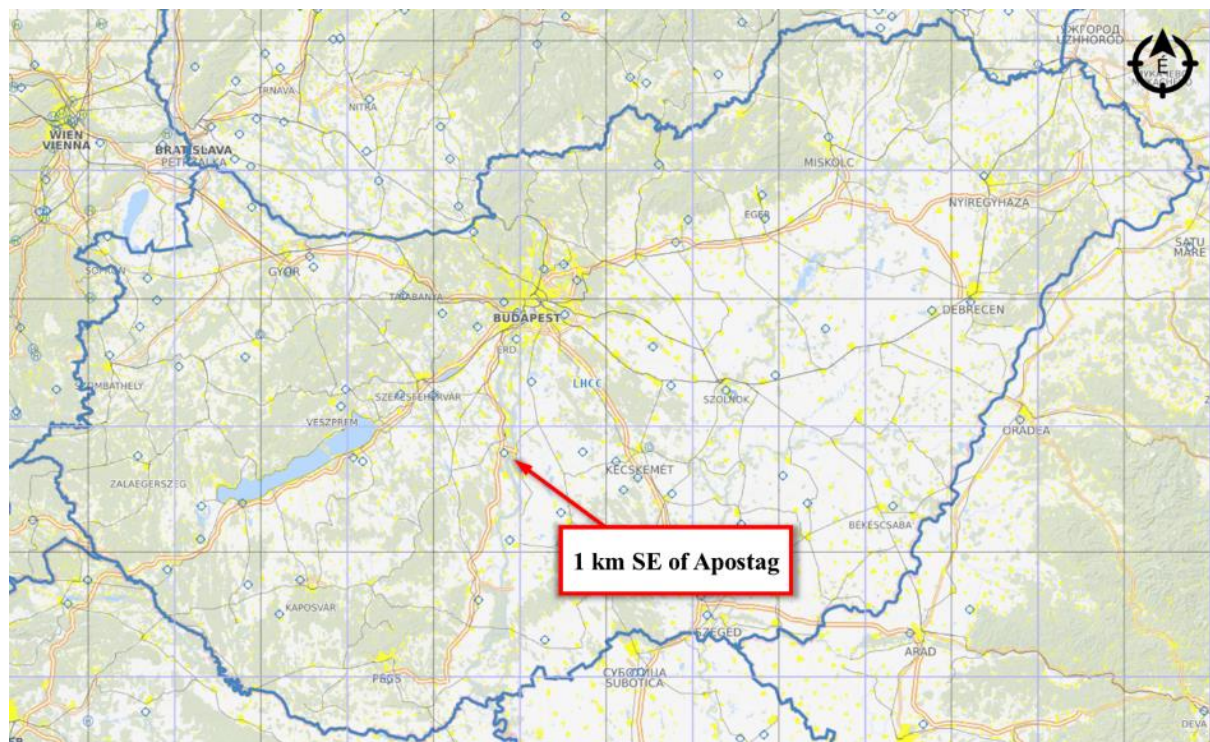 УЖГОРОД
UZHHOROD
É
TRNAVA
NITRA
WIEN
VIENNA
BRATISLAVA
PETRŽALKA
MISKOLC
NYÍREGYHÁZA
EGER
SATU
MARE
SOPRON
GYŐR
TATABÁNYA
BUDAPEST
DEBRECEN
ÉRD
LHCC
SZOMBATHELY
SZÉKESFEHÉRVÁR
SZOLNOK
VESZPRÉM
ORADEA
KECSKEMÉT
ZALAEGERSZEG
BÉKÉSCSABA
1 km SE of Apostag
KAPOSVÁR
SZEGED
ARAD
PÉCS
СУБОТИЦА
SUBOTICA
DEVA